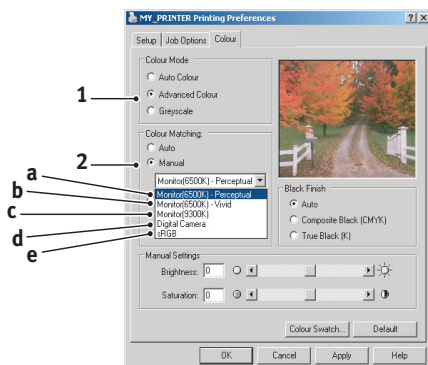 MY_PRINTER Printing Preferences
Setup Job Options Colour
Colour Mode
Auto Colour
1 Advanced Colour
Greyscale
Colour Matching:
Auto
2 Manual
Monitor(6500K) - Perceptual
a Monitor(6500K) - Perceptual
b Monitor(6500K) - Vivid
c Monitor(9300K)
d Digital Camera
e sRGB
Black Finish
Auto
Composite Black (CMYK)
True Black (K)
Manual Settings
Brightness: 0
Saturation: 0
Colour Swatch... Default
OK Cancel Apply Help